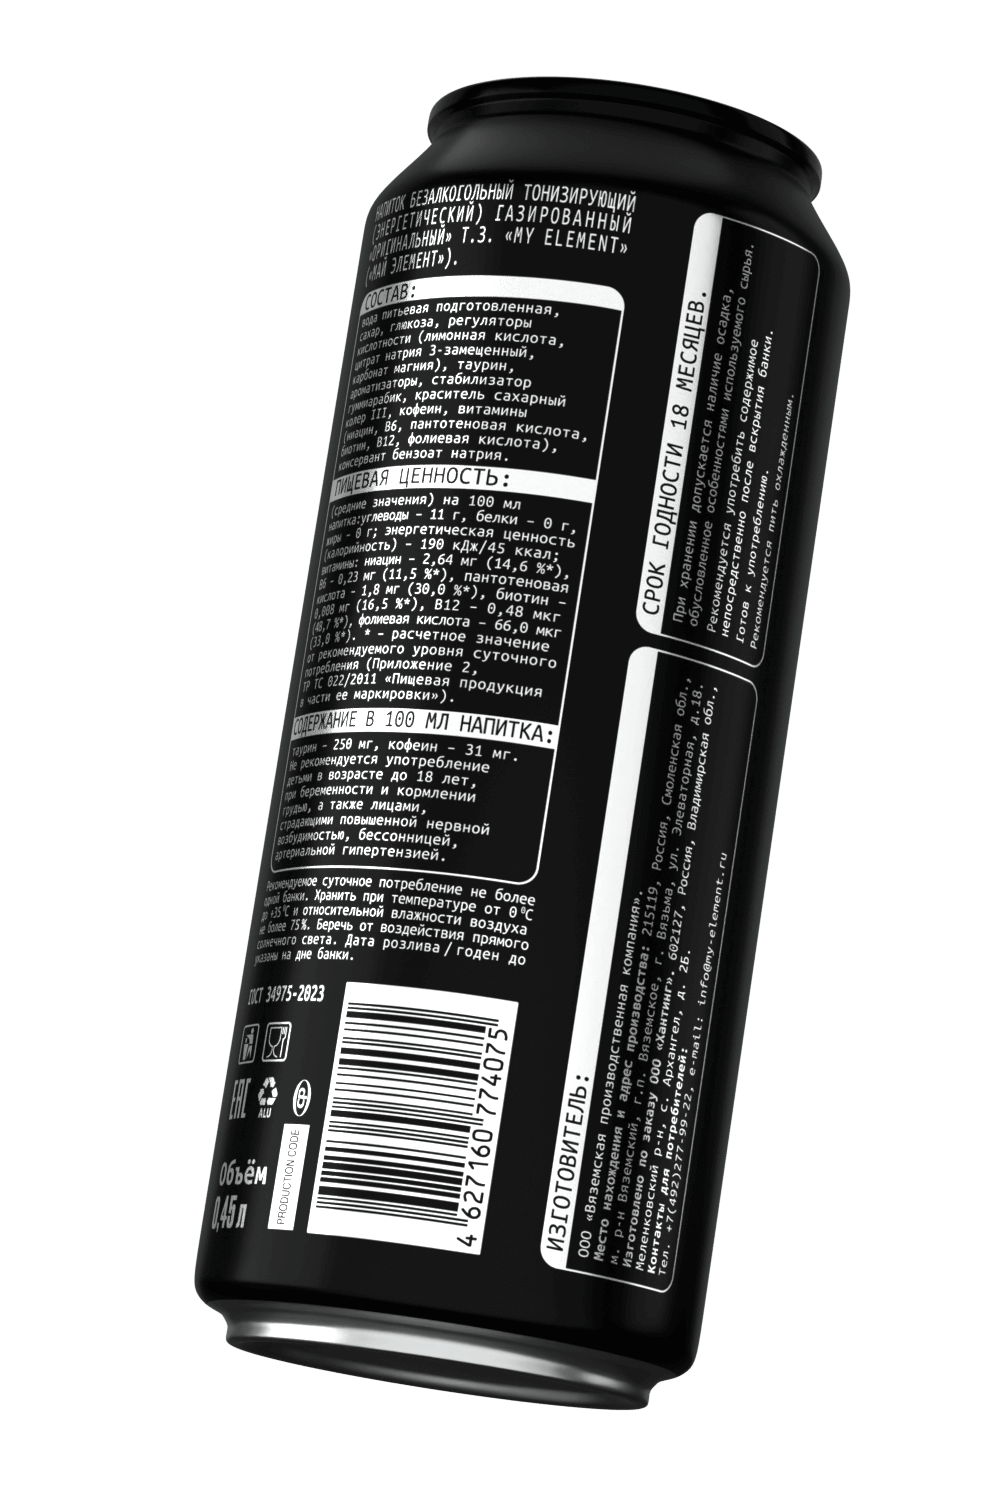 НАПИТОК БЕЗАЛКОГОЛЬНЫЙ ТОНИЗИРУЮЩИЙ
(ЭНЕРГЕТИЧЕСКИЙ) ГАЗИРОВАННЫЙ
«ОРИГИНАЛЬНЫЙ» Т.З. «MY ELEMENT»
(«МАЙ ЭЛЕМЕНТ»).
СОСТАВ:
вода питьевая подготовленная,
сахар, глюкоза, регуляторы
кислотности (лимонная кислота,
цитрат натрия 3-замещенный,
карбонат магния), таурин,
ароматизаторы, стабилизатор
гуммиарабик, краситель сахарный
колер III, кофеин, витамины
(ниацин, B6, пантотеновая кислота,
биотин, B12, фолиевая кислота),
консервант бензоат натрия.
ПИЩЕВАЯ ЦЕННОСТЬ:
(средние значения) на 100 мл
напитка:углеводы – 11 г, белки – 0 г,
жиры – 0 г; энергетическая ценность
(калорийность) – 190 кДж/45 ккал;
витамины: ниацин – 2,64 мг (14,6 %*),
B6 – 0,23 мг (11,5 %*), пантотеновая
кислота – 1,8 мг (30,0 %*), биотин –
0,008 мг (16,5 %*), B12 – 0,48 мкг
(48,7 %*), фолиевая кислота – 66,0 мкг
(33,0 %*). * – расчетное значение
от рекомендуемого уровня суточного
потребления (Приложение 2,
ТР ТС 022/2011 «Пищевая продукция
в части ее маркировки»).
СОДЕРЖАНИЕ В 100 МЛ НАПИТКА:
таурин – 250 мг, кофеин – 31 мг.
Не рекомендуется употребление
детьми в возрасте до 18 лет,
при беременности и кормлении
грудью, а также лицами,
страдающими повышенной нервной
возбудимостью, бессонницей,
артериальной гипертензией.
Рекомендуемое суточное потребление не более
одной банки. Хранить при температуре от 0°С
до +35°С и относительной влажности воздуха
не более 75%. Беречь от воздействия прямого
солнечного света. Дата розлива / годен до
указаны на дне банки.
ГОСТ 34975-2023
EAC
ALU
Объём
0,45 л
PRODUCTION CODE
4 627160 774075
СРОК ГОДНОСТИ 18 МЕСЯЦЕВ.
При хранении допускается наличие осадка,
обусловленное особенностями используемого сырья.
Рекомендуется употребить содержимое
непосредственно после вскрытия банки.
Готов к употреблению.
Рекомендуется пить охлажденным.
ИЗГОТОВИТЕЛЬ:
ООО «Вяземская производственная компания».
Место нахождения и адрес производства: 215119, Россия, Смоленская обл.,
м. р-н Вяземский, г.п. Вяземское, г. Вязьма, ул. Элеваторная, д.18.
Изготовлено по заказу ООО «Хантинг». 602127, Россия, Владимирская обл.,
Меленковский р-н, с. Архангел, д. 2Б.
Контакты для потребителей:
Тел. +7(492)277-99-22, e-mail: info@my-element.ru